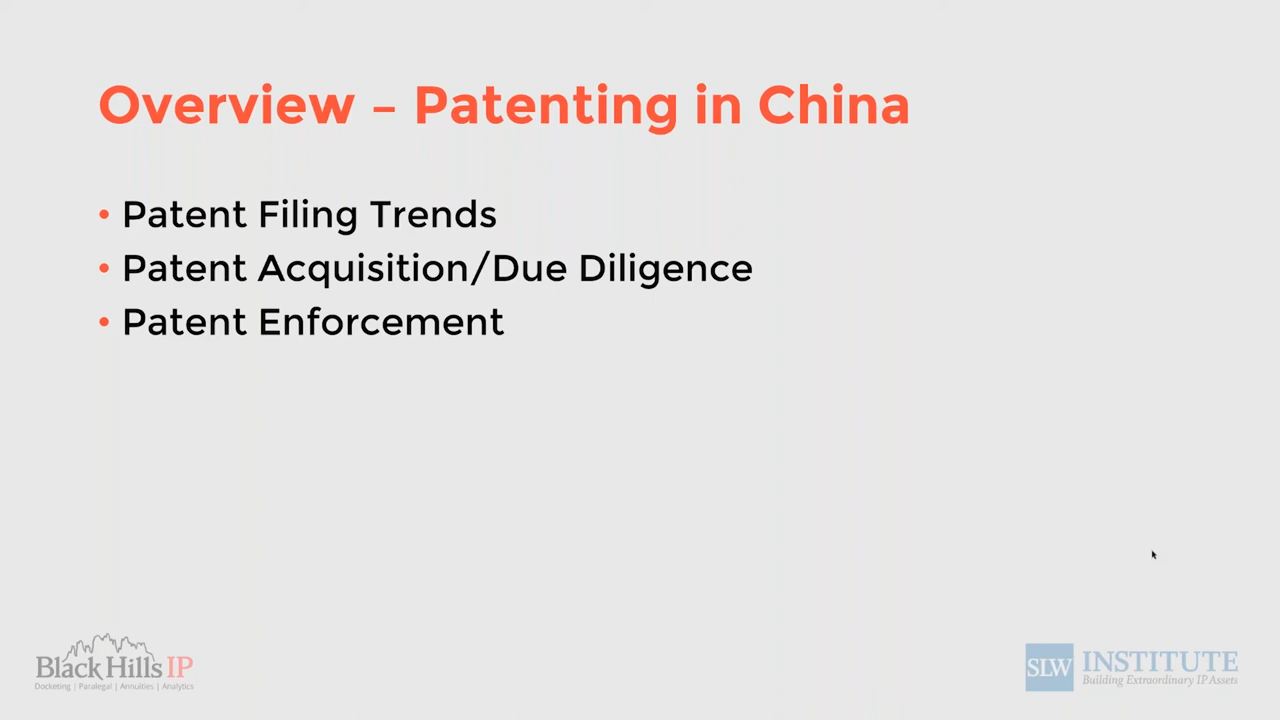 Overview – Patenting in China
• Patent Filing Trends
• Patent Acquisition/Due Diligence
• Patent Enforcement
Black Hills IP
Docketing | Paralegal | Annuities | Analytics
SLW INSTITUTE
Building Extraordinary IP Assets